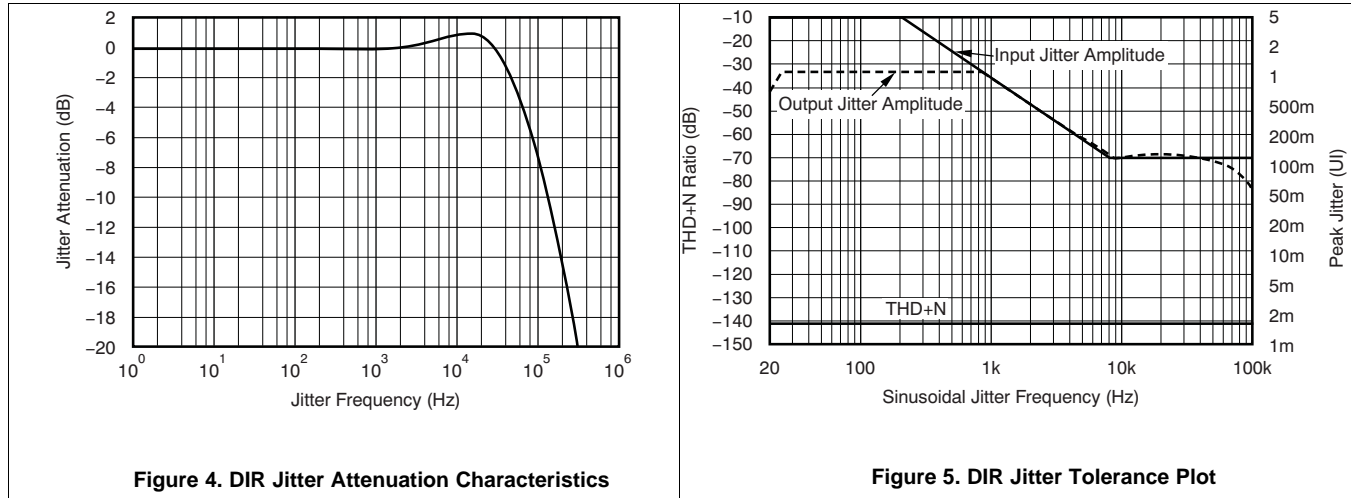 2
0
−2
−4
−6
−8
−10
−12
−14
−16
−18
−20
Jitter Attenuation (dB)
10^0 10^1 10^2 10^3 10^4 10^5 10^6
Jitter Frequency (Hz)
Figure 4. DIR Jitter Attenuation Characteristics
−10
−20
−30
−40
−50
−60
−70
−80
−90
−100
−110
−120
−130
−140
−150
THD+N Ratio (dB)
Input Jitter Amplitude
Output Jitter Amplitude
THD+N
5
2
1
500m
200m
100m
50m
20m
10m
5m
2m
1m
Peak Jitter (UI)
20 100 1k 10k 100k
Sinusoidal Jitter Frequency (Hz)
Figure 5. DIR Jitter Tolerance Plot